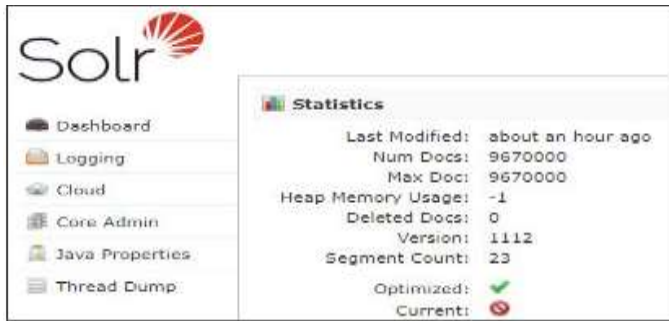 Solr
Dashboard
Logging
Cloud
Core Admin
Java Properties
Thread Dump
Statistics
Last Modified: about an hour ago
Num Docs: 9670000
Max Doc: 9670000
Heap Memory Usage: -1
Deleted Docs: 0
Version: 1112
Segment Count: 23
Optimized:
Current: